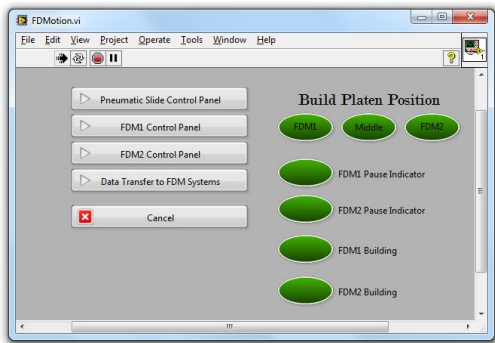 FDMotion.vi
File Edit View Project Operate Tools Window Help
Pneumatic Slide Control Panel
FDM1 Control Panel
FDM2 Control Panel
Data Transfer to FDM Systems
Cancel
Build Platen Position
FDM1 Middle FDM2
FDM1 Pause Indicator
FDM2 Pause Indicator
FDM1 Building
FDM2 Building
1